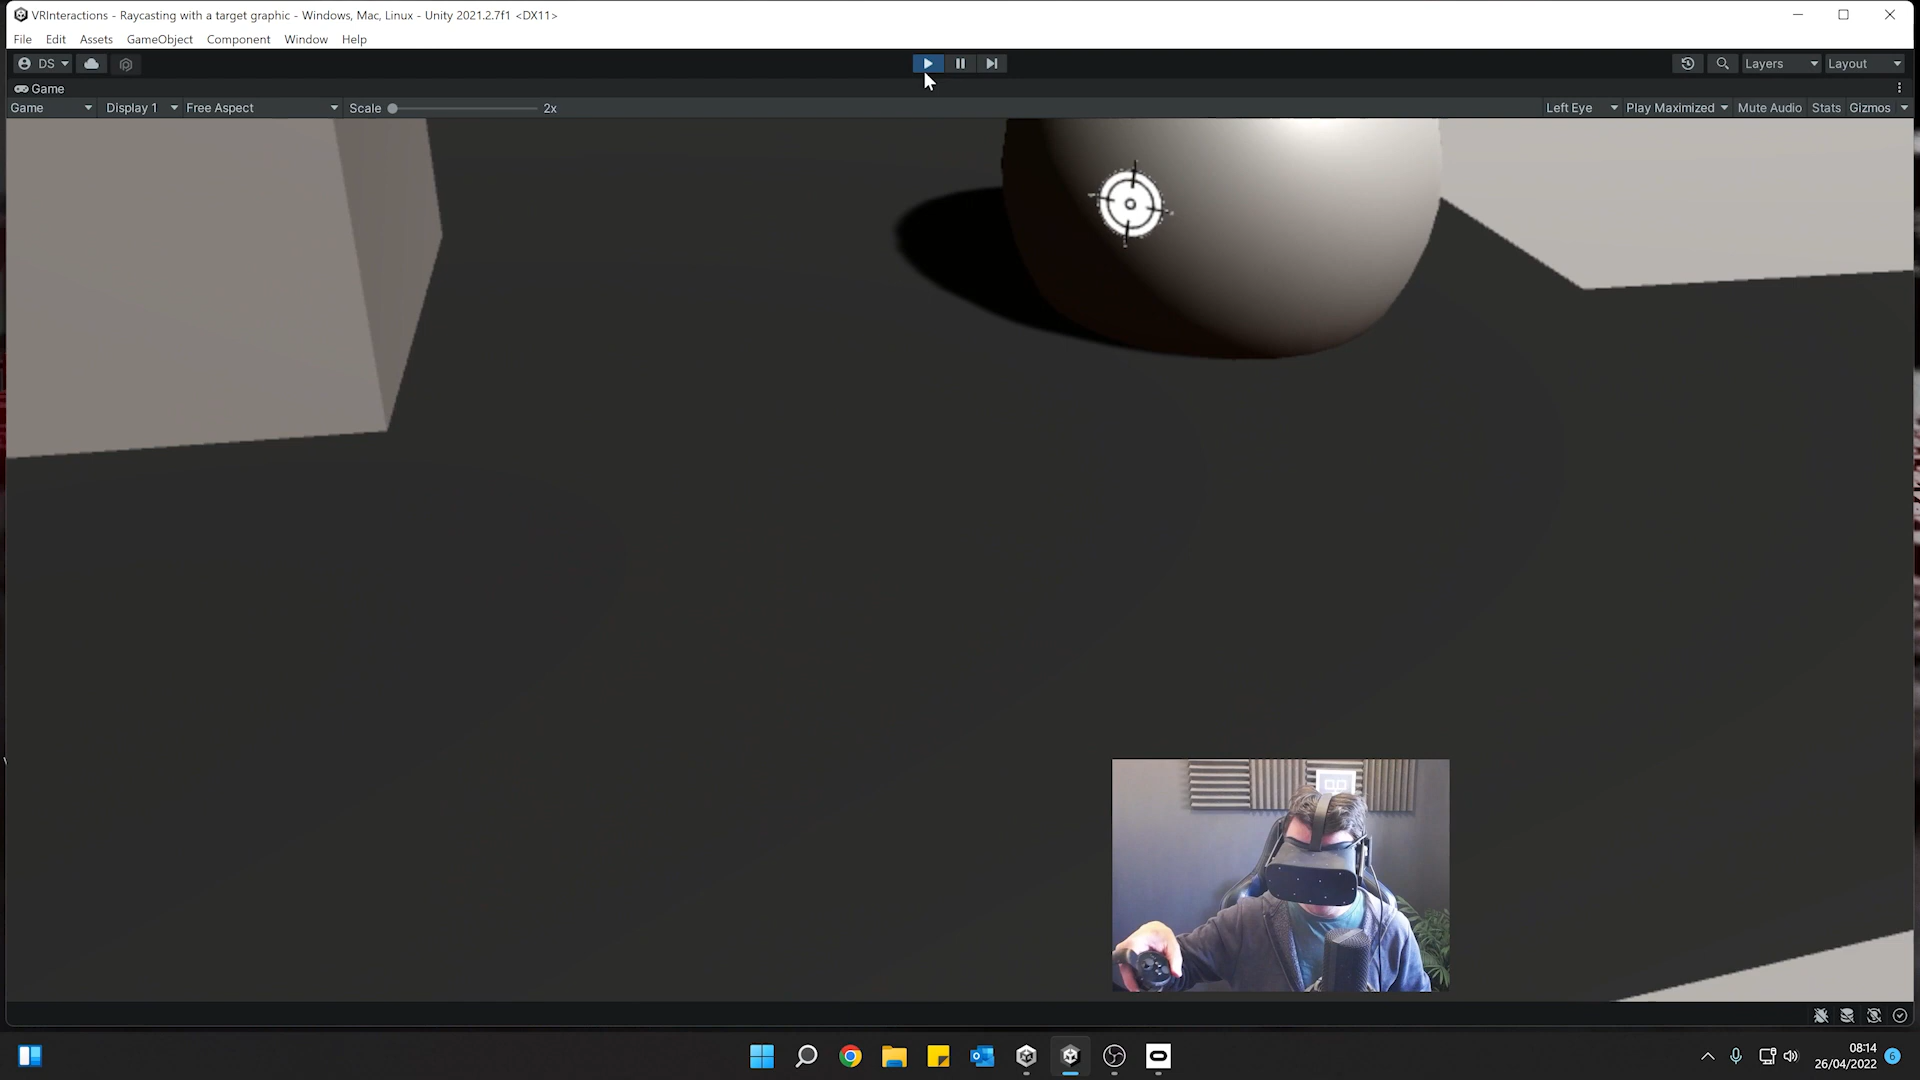 VRInteractions - Raycasting with a target graphic - Windows, Mac, Linux - Unity 2021.2.7f1 <DX11>
File Edit Assets GameObject Component Window Help
DS Layers Layout
Game
Game Display 1 Free Aspect Scale 2x Left Eye Play Maximized Mute Audio Stats Gizmos
08:14
26/04/2022 6